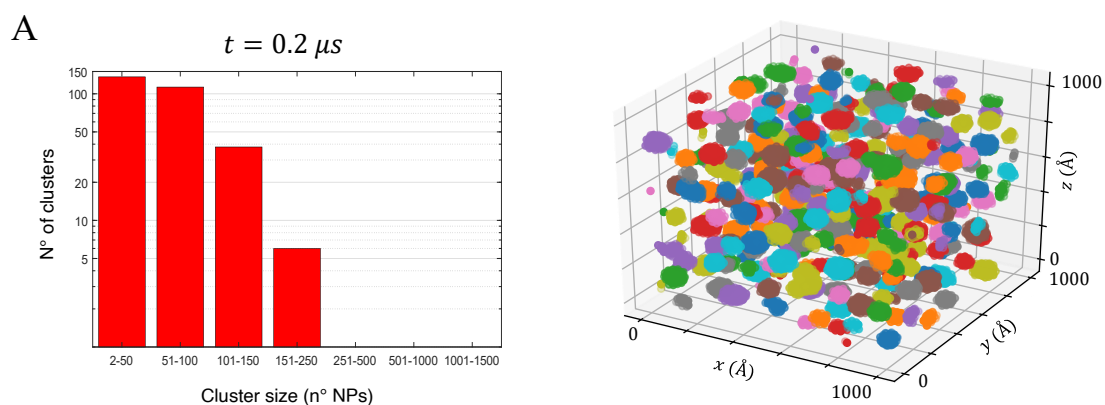 A
t = 0.2 μs
N° of clusters
150
100
50
20
10
5
2-50 51-100 101-150 151-250 251-500 501-1000 1001-1500
Cluster size (n° NPs)
1000
z (Å)
0
1000
y (Å)
0
0
x (Å)
1000